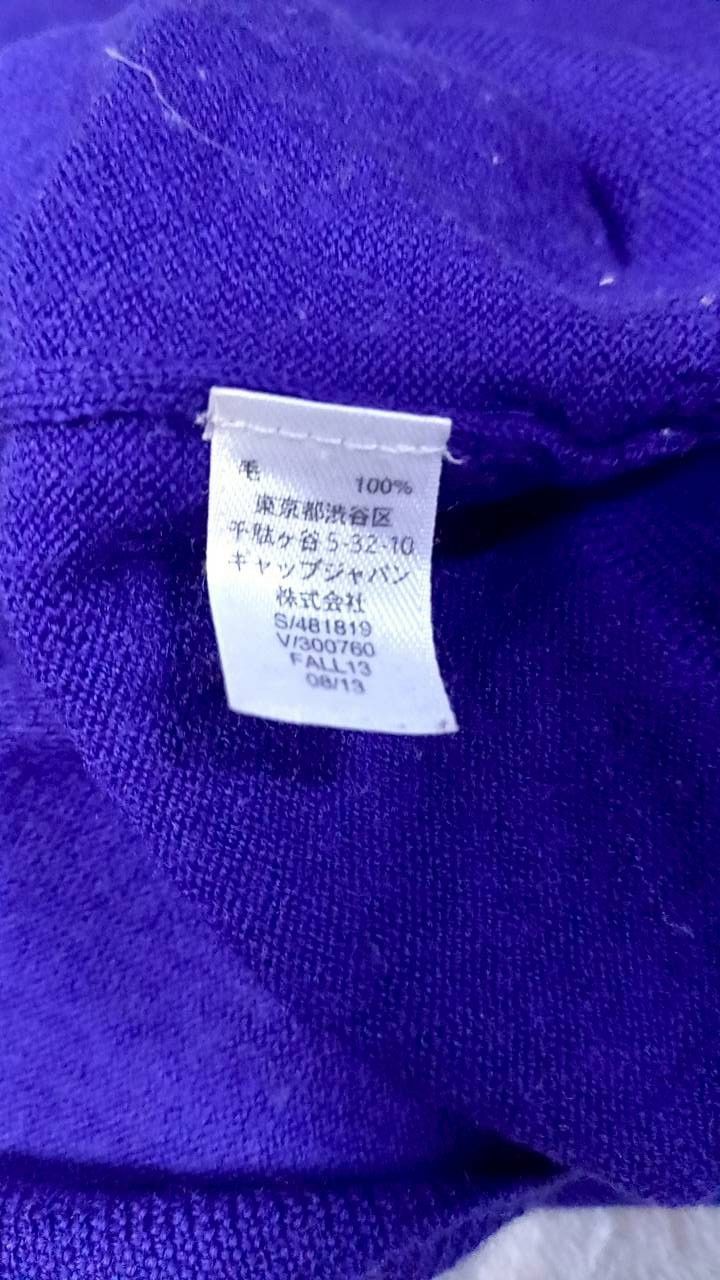 毛 100%
東京都渋谷区
千駄ヶ谷 5-32-10
ギャップジャパン
株式会社
S/481819
V/300760
FALL13
08/13